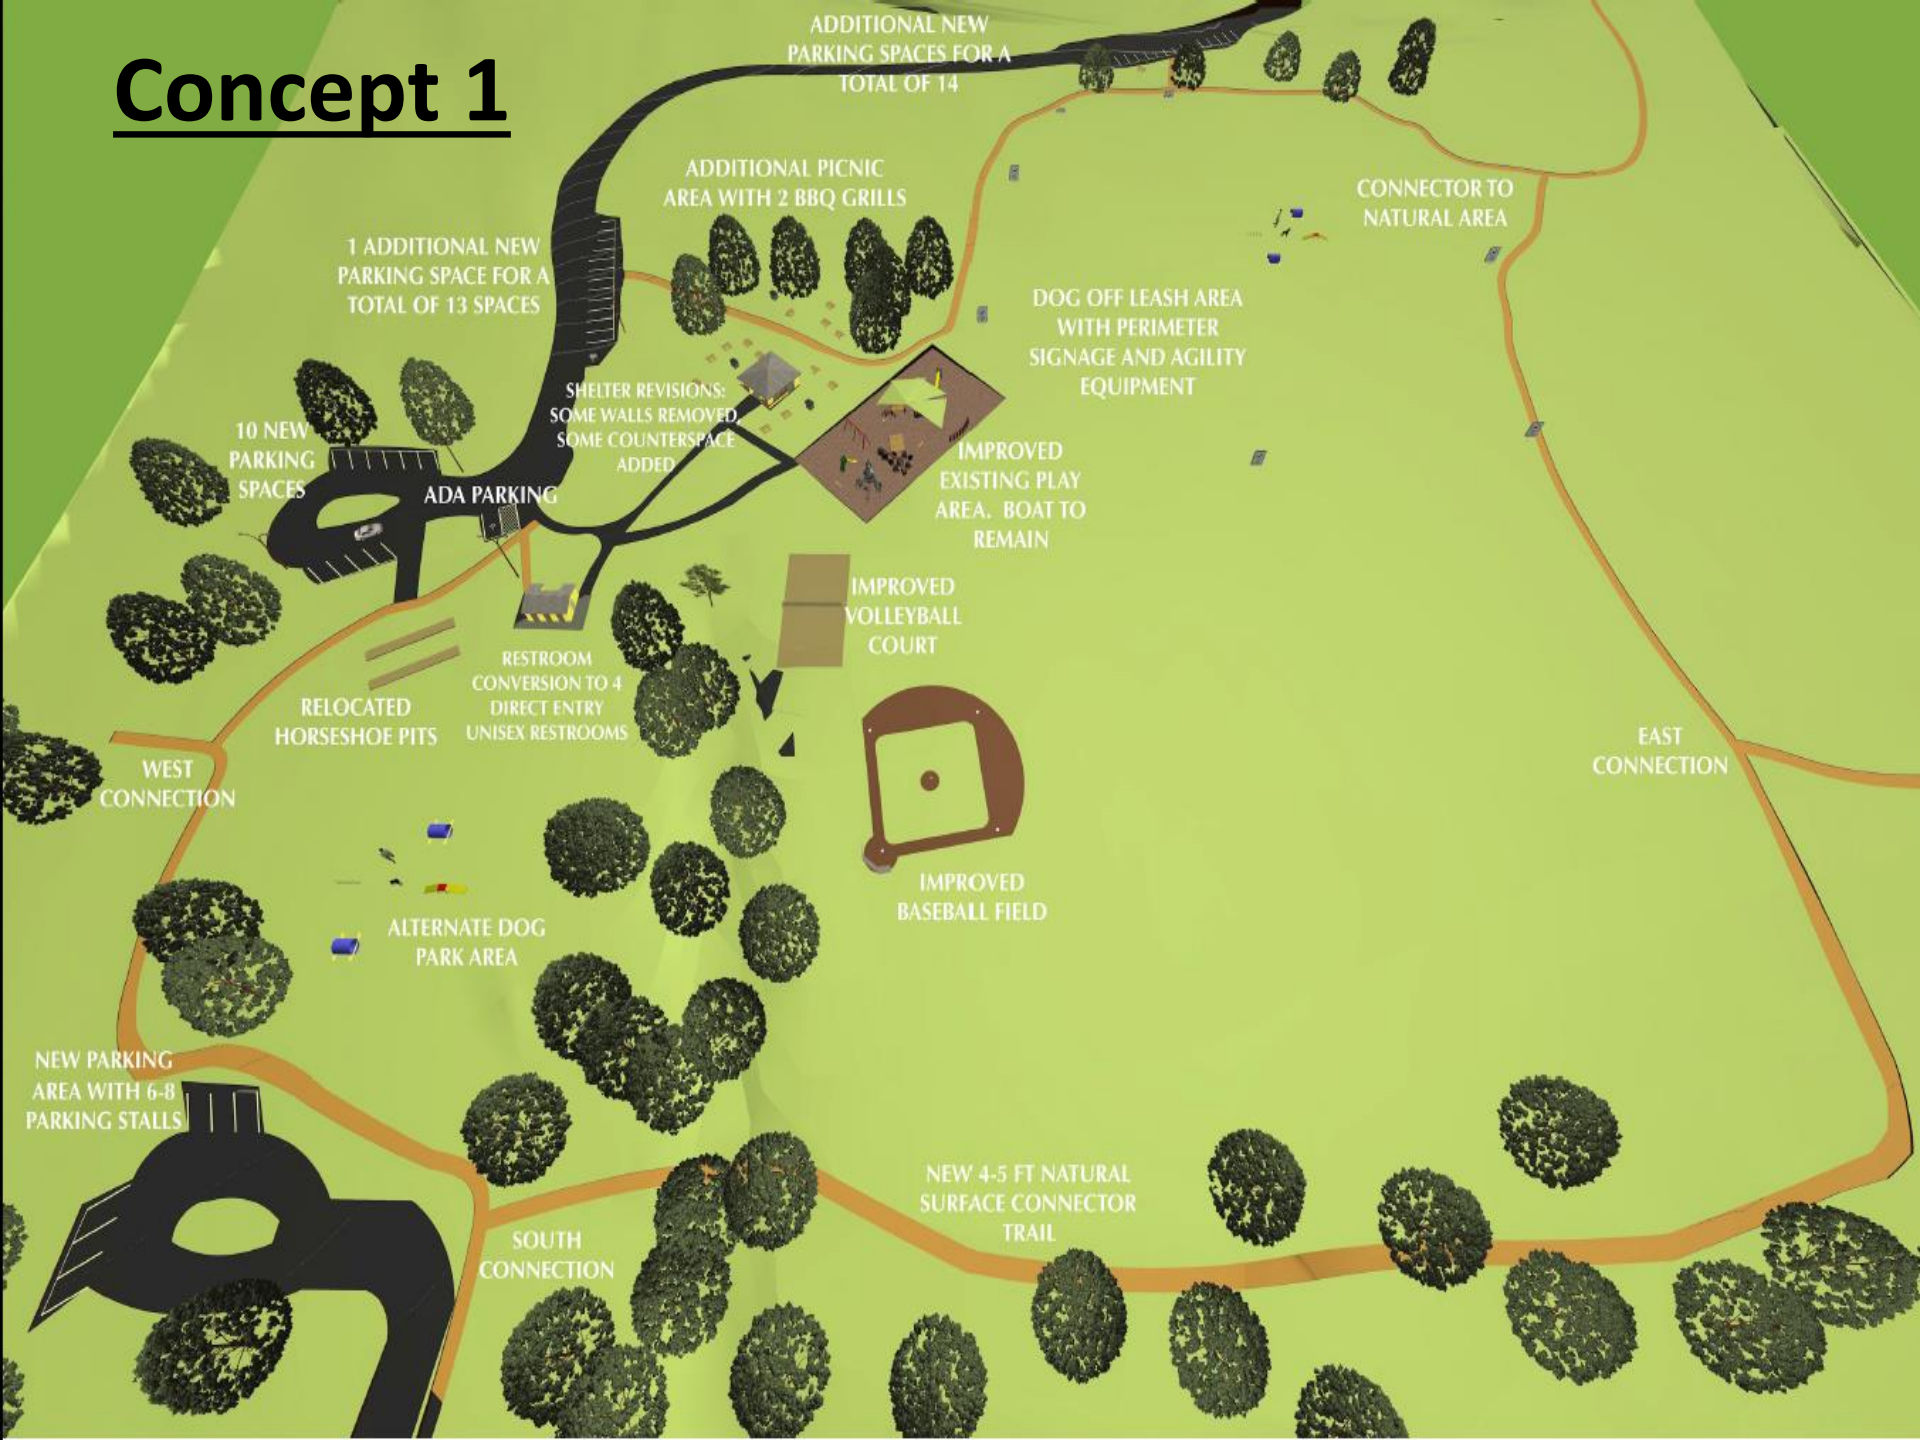 Concept 1
ADDITIONAL NEW
PARKING SPACES FOR A
TOTAL OF 14
ADDITIONAL PICNIC
AREA WITH 2 BBQ GRILLS
CONNECTOR TO
NATURAL AREA
1 ADDITIONAL NEW
PARKING SPACE FOR A
TOTAL OF 13 SPACES
DOG OFF LEASH AREA
WITH PERIMETER
SIGNAGE AND AGILITY
EQUIPMENT
SHELTER REVISIONS:
SOME WALLS REMOVED,
SOME COUNTERSPACE
ADDED
10 NEW
PARKING
SPACES
ADA PARKING
IMPROVED
EXISTING PLAY
AREA. BOAT TO
REMAIN
IMPROVED
VOLLEYBALL
COURT
RESTROOM
CONVERSION TO 4
DIRECT ENTRY
UNISEX RESTROOMS
RELOCATED
HORSESHOE PITS
WEST
CONNECTION
EAST
CONNECTION
IMPROVED
BASEBALL FIELD
ALTERNATE DOG
PARK AREA
NEW PARKING
AREA WITH 6-8
PARKING STALLS
NEW 4-5 FT NATURAL
SURFACE CONNECTOR
TRAIL
SOUTH
CONNECTION